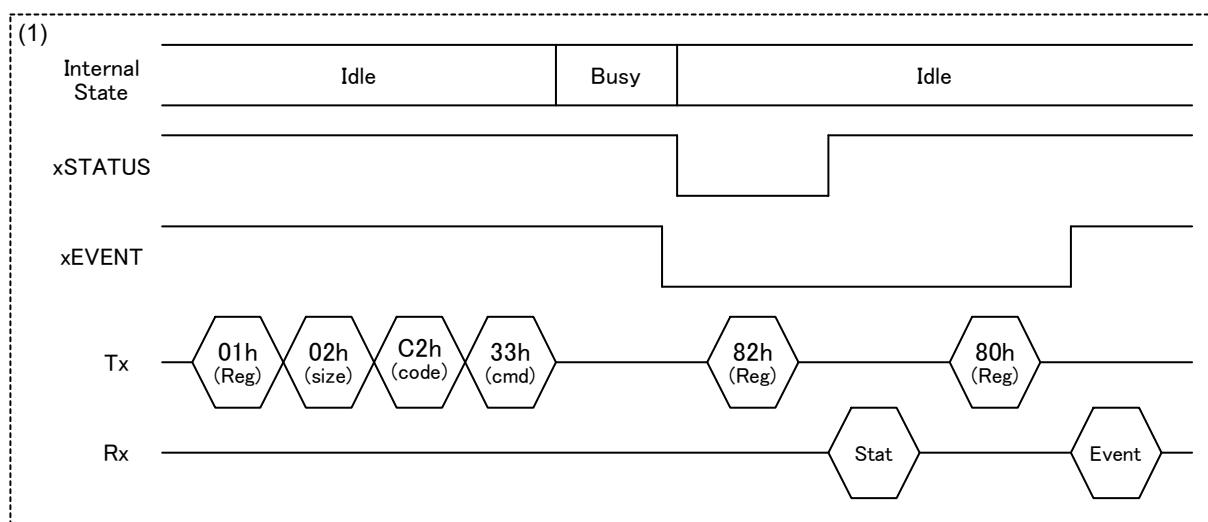 (1)
Internal
State
Idle
Busy
Idle
xSTATUS
xEVENT
Tx
01h
(Reg)
02h
(size)
C2h
(code)
33h
(cmd)
82h
(Reg)
80h
(Reg)
Rx
Stat
Event